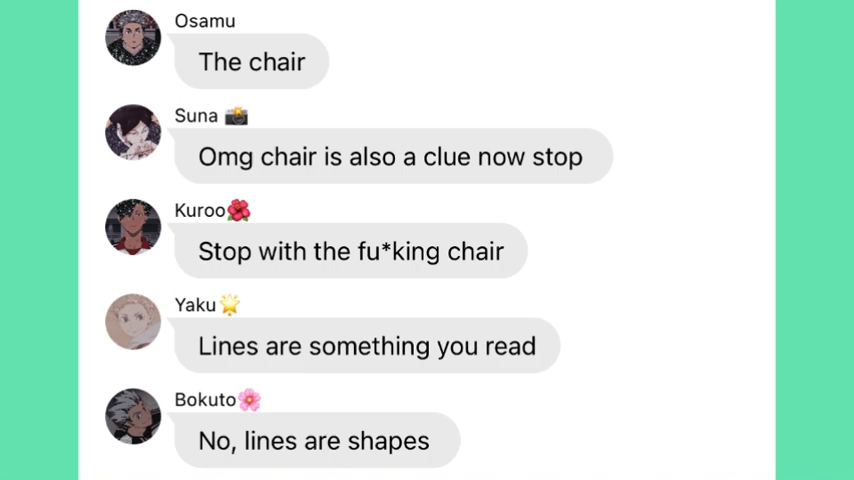 Osamu
The chair
Suna 📸
Omg chair is also a clue now stop
Kuroo🌺
Stop with the fu*king chair
Yaku🌟
Lines are something you read
Bokuto🌸
No, lines are shapes